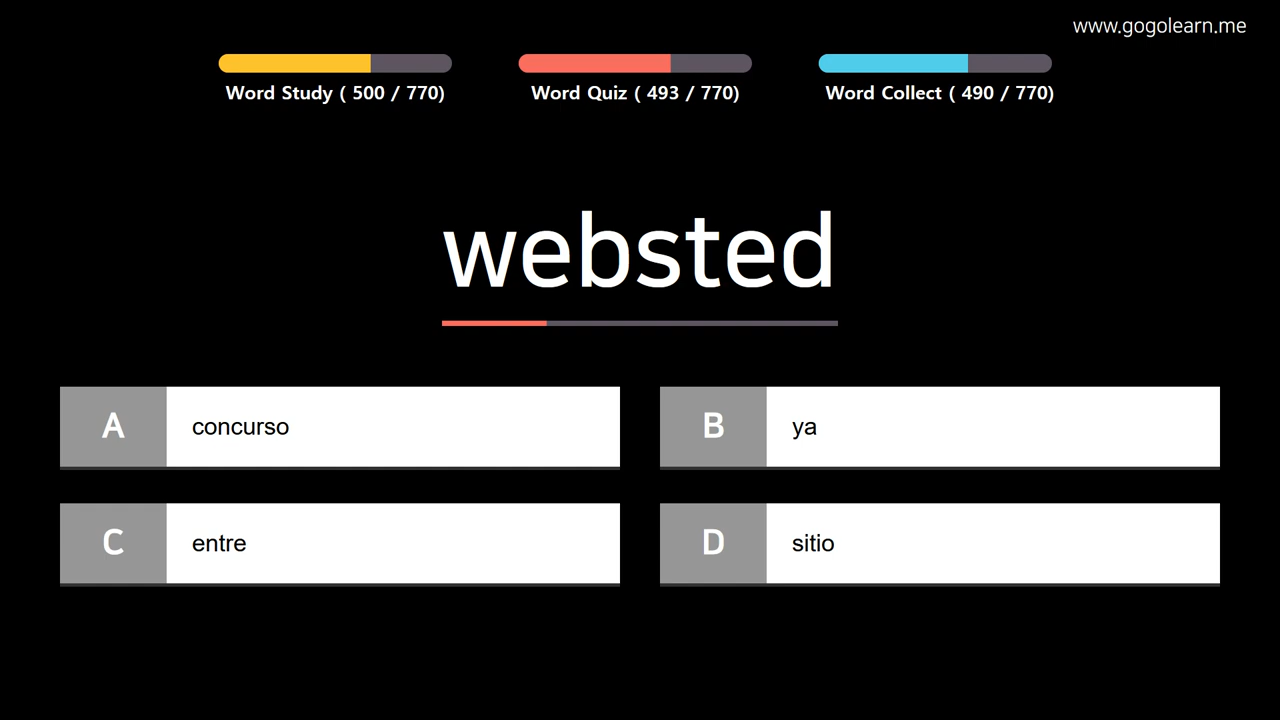 www.gogolearn.me
Word Study ( 500 / 770)
Word Quiz ( 493 / 770)
Word Collect ( 490 / 770)
websted
A
concurso
B
ya
C
entre
D
sitio